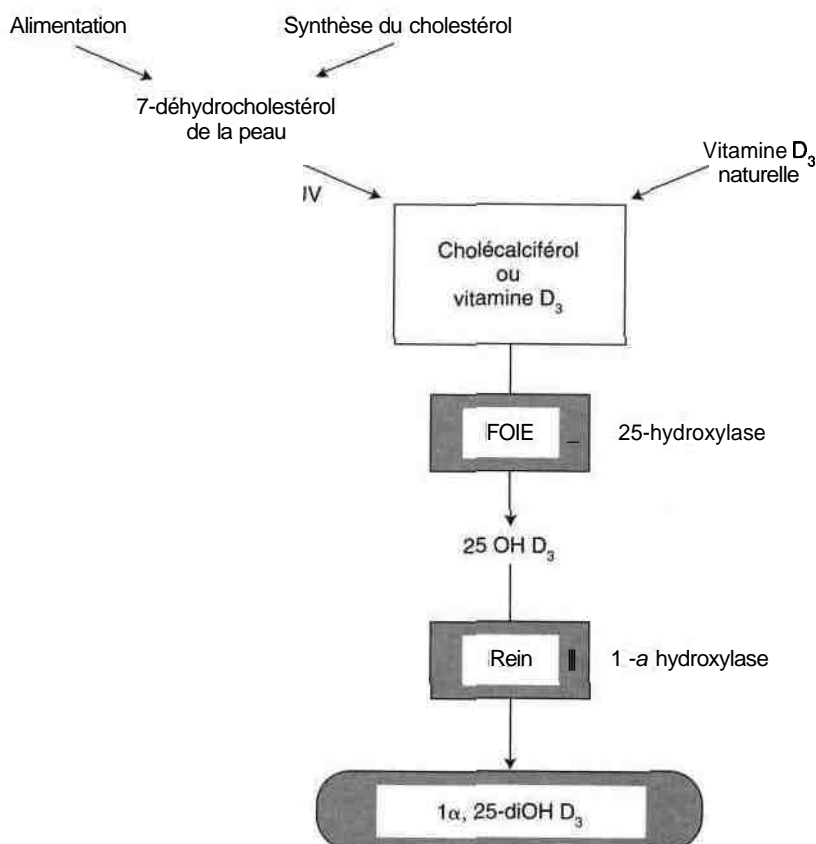 Alimentation
Synthèse du cholestérol
7-déhydrocholestérol
de la peau
Vitamine D₃
naturelle
UV
Cholécalciférol
ou
vitamine D₃
FOIE
25-hydroxylase
25 OH D₃
Rein
1 -a hydroxylase
1α, 25-diOH D₃